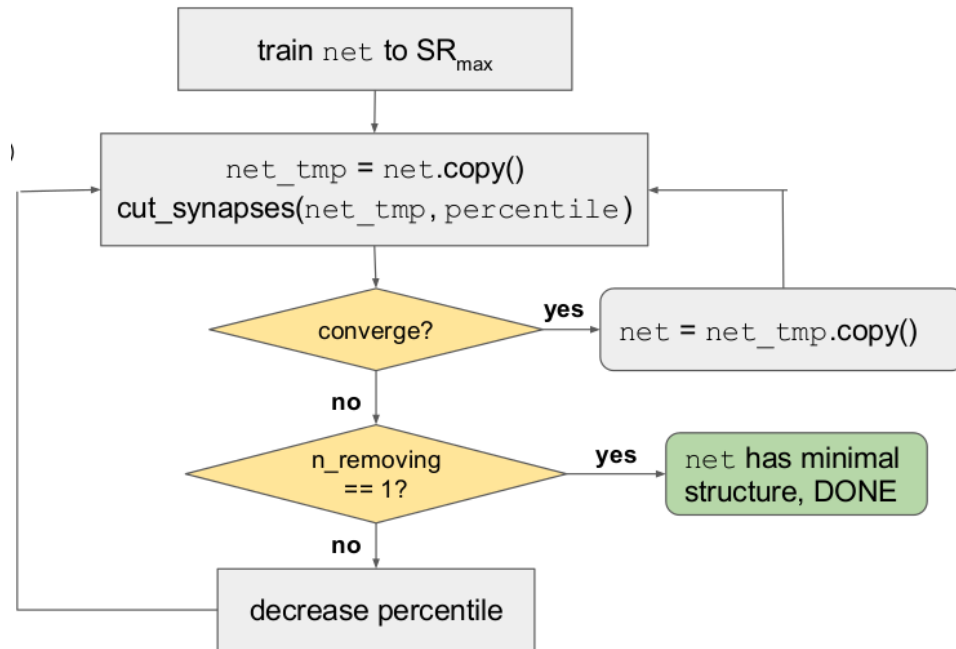 train net to SRmax
)
net_tmp = net.copy()
cut_synapses(net_tmp, percentile)
converge?
yes
net = net_tmp.copy()
no
n_removing
== 1?
yes
net has minimal
structure, DONE
no
decrease percentile